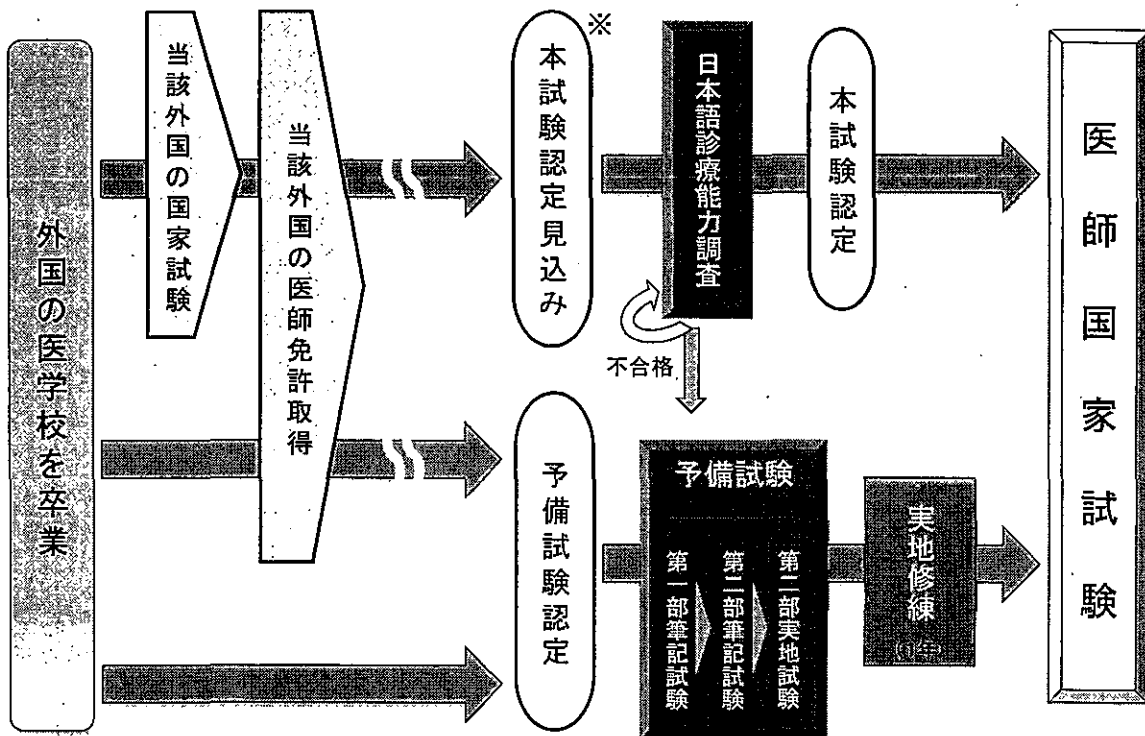 外国の医学校を卒業
当該外国の国家試験
当該外国の医師免許取得
本試験認定見込み
※
日本語診療能力調査
不合格
本試験認定
予備試験認定
予備試験
第一部筆記試験
第二部筆記試験
第二部実地試験
実地修練
(1年)
医師国家試験